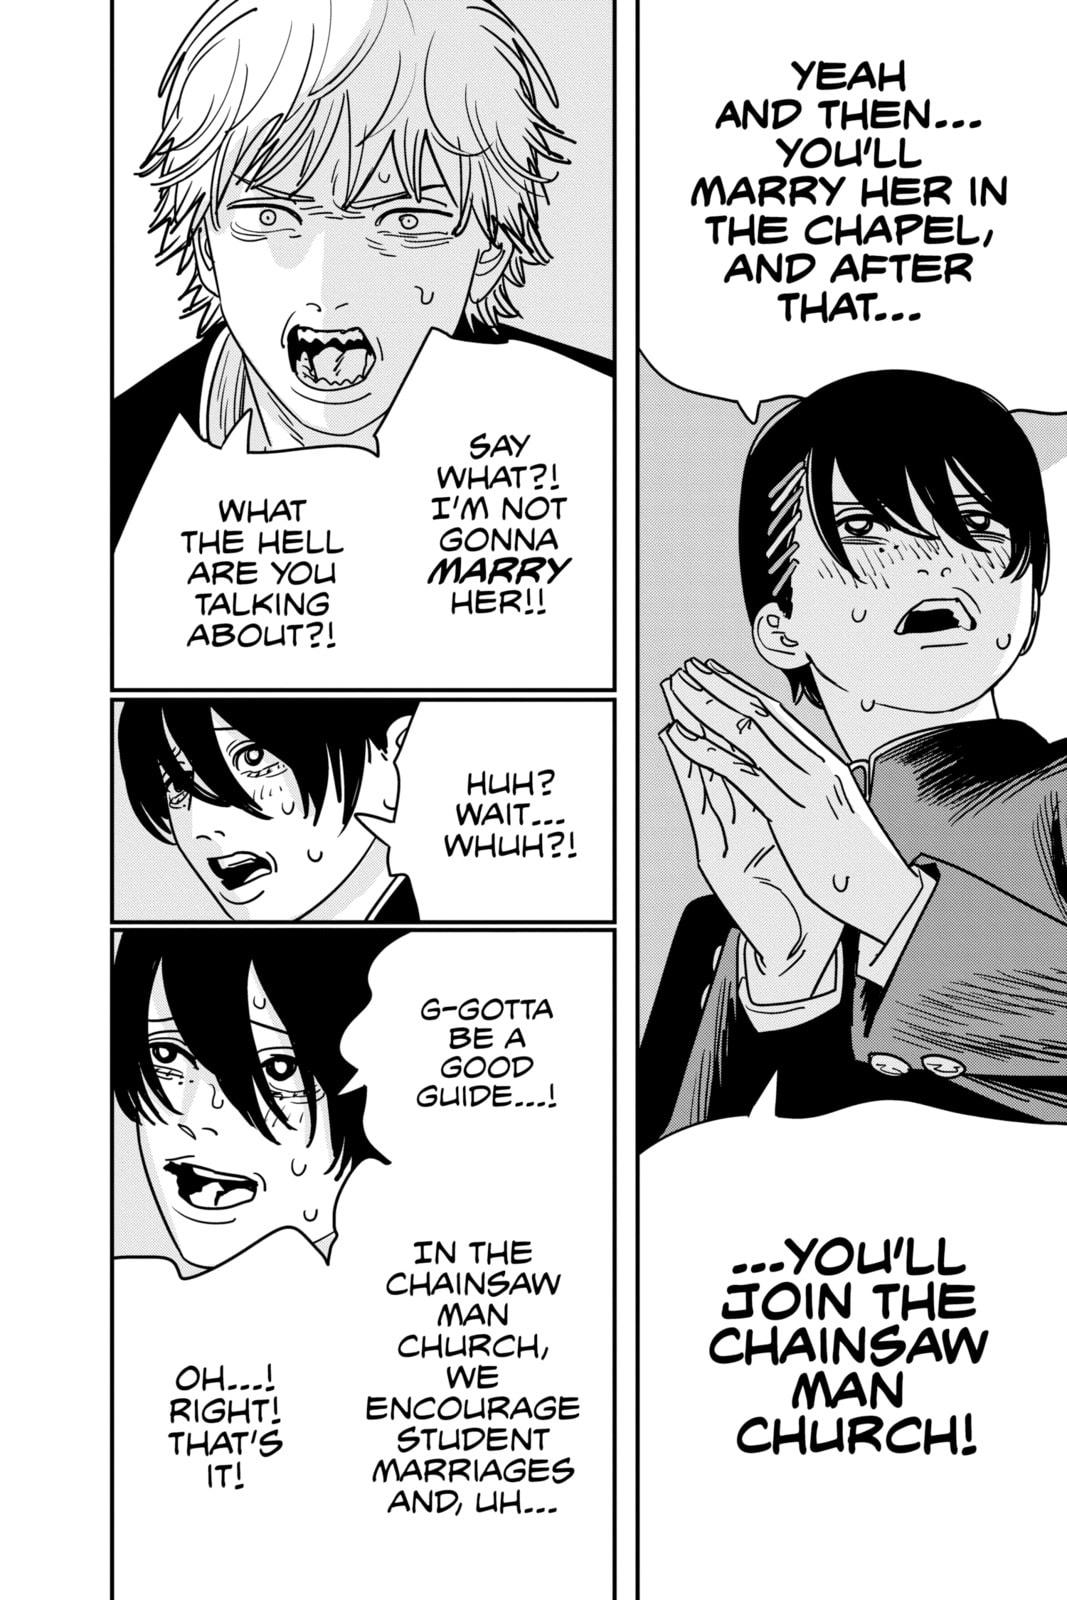 YEAH
AND THEN...
YOU'LL
MARRY HER IN
THE CHAPEL,
AND AFTER
THAT...
...YOU'LL
JOIN THE
CHAINSAW
MAN
CHURCH!
SAY
WHAT?!
I'M NOT
GONNA
MARRY
HER!!
WHAT
THE HELL
ARE YOU
TALKING
ABOUT?!
HUH?
WAIT...
WHUH?!
G-GOTTA
BE A
GOOD
GUIDE...!
IN THE
CHAINSAW
MAN
CHURCH,
WE
ENCOURAGE
STUDENT
MARRIAGES
AND, UH...
OH...!
RIGHT!
THAT'S
IT!